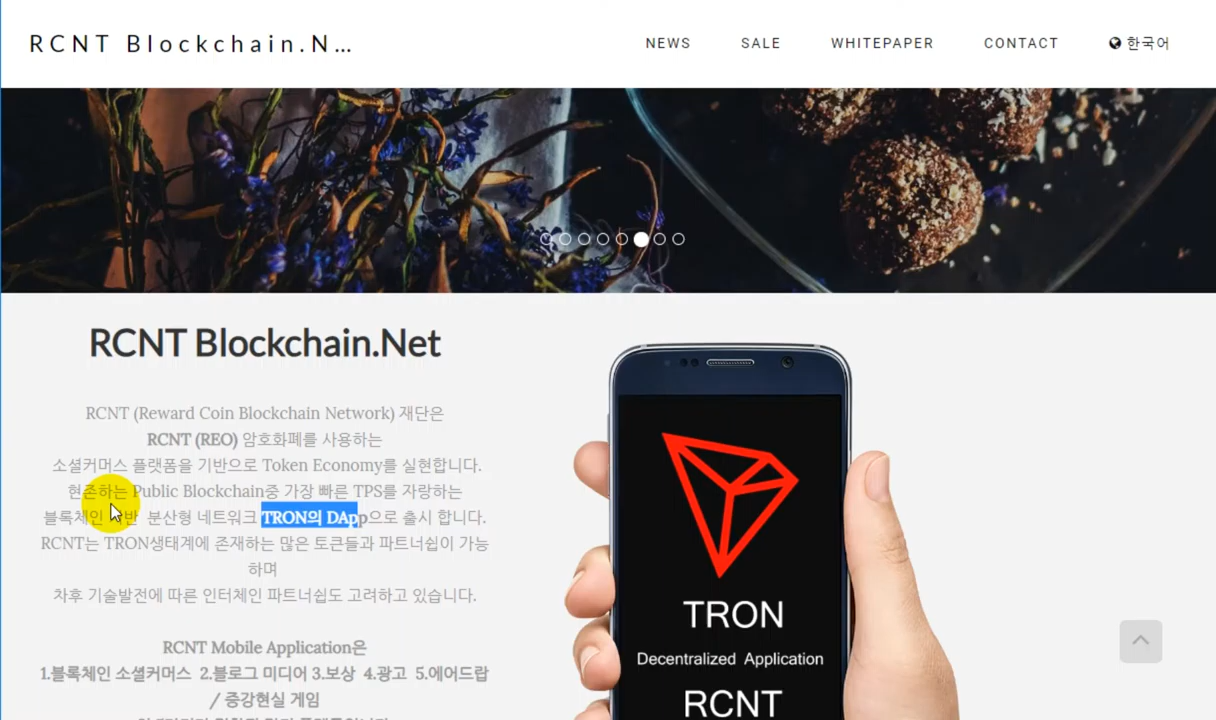 RCNT Blockchain.N...
NEWS
SALE
WHITEPAPER
CONTACT
한국어
RCNT Blockchain.Net
RCNT (Reward Coin Blockchain Network) 재단은
RCNT (REO) 암호화페를 사용하는
소셜커머스 플랫폼을 기반으로 Token Economy를 실현합니다.
현존하는 Public Blockchain중 가장 빠른 TPS를 자랑하는
블록체인 기반 분산형 네트워크 TRON의 DApp으로 출시 합니다.
RCNT는 TRON생태계에 존재하는 많은 토큰들과 파트너쉽이 가능
하며
차후 기술발전에 따른 인터체인 파트너쉽도 고려하고 있습니다.
RCNT Mobile Application은
1.블록체인 소셜커머스 2.블로그 미디어 3.보상 4.광고 5.에어드랍
/ 증강현실 게임
TRON
Decentralized Application
RCNT